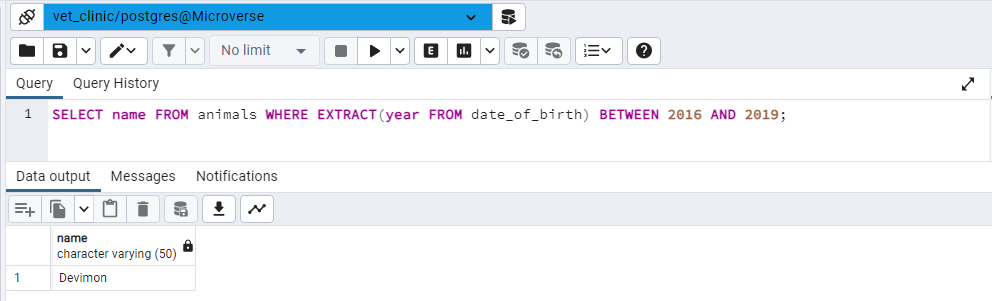 vet_clinic/postgres@Microverse
No limit
E
Query Query History
1 SELECT name FROM animals WHERE EXTRACT(year FROM date_of_birth) BETWEEN 2016 AND 2019;
Data output Messages Notifications
name
character varying (50)
1 Devimon